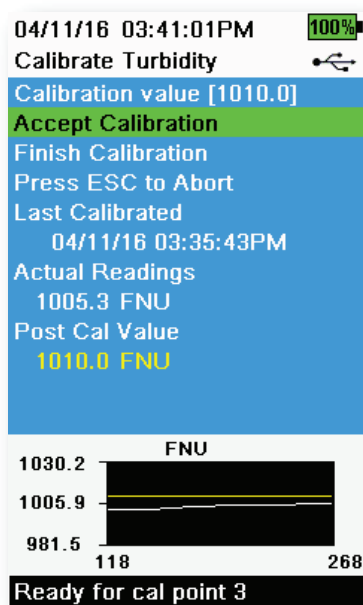 04/11/16 03:41:01PM 100%
Calibrate Turbidity
Calibration value [1010.0]
Accept Calibration
Finish Calibration
Press ESC to Abort
Last Calibrated
04/11/16 03:35:43PM
Actual Readings
1005.3 FNU
Post Cal Value
1010.0 FNU
FNU
1030.2
1005.9
981.5
118 268
Ready for cal point 3